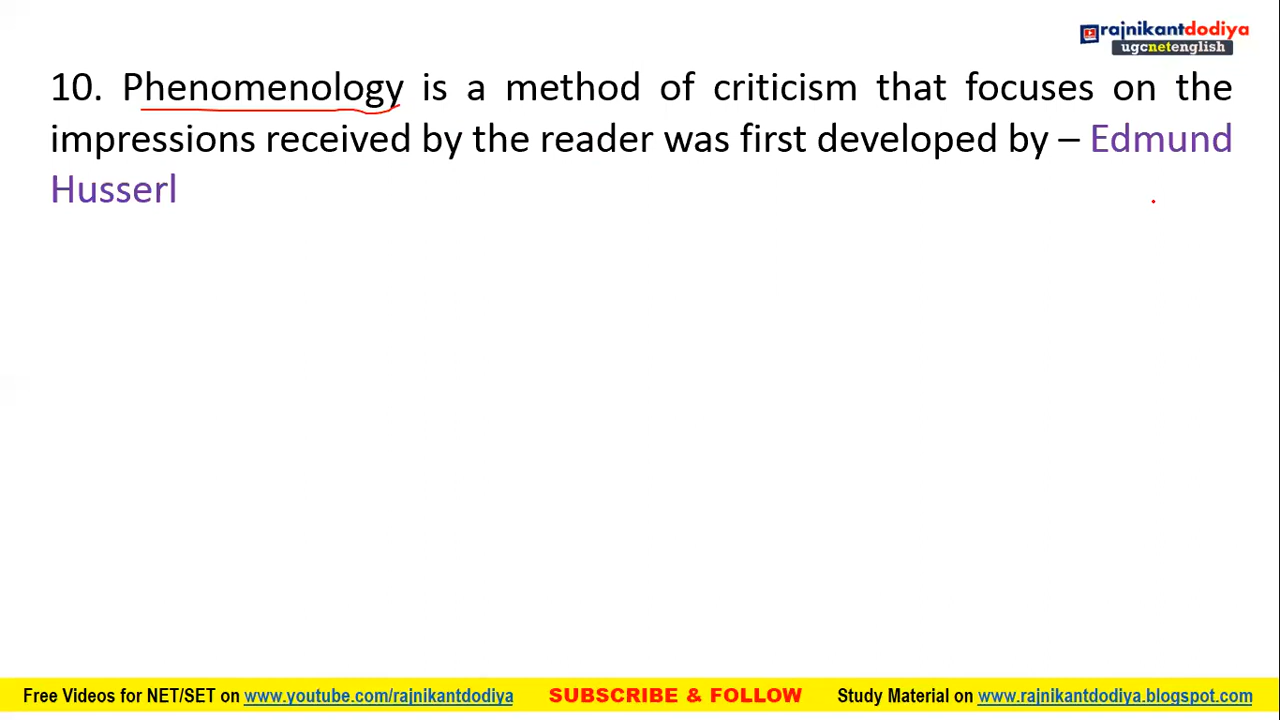 rajnikantdodiya
ugcnetenglish
10. Phenomenology is a method of criticism that focuses on the
impressions received by the reader was first developed by – Edmund
Husserl
Free Videos for NET/SET on www.youtube.com/rajnikantdodiya SUBSCRIBE & FOLLOW Study Material on www.rajnikantdodiya.blogspot.com